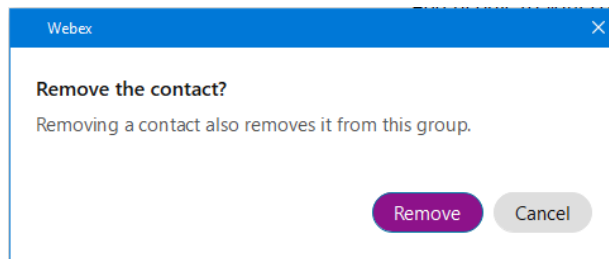 Webex
Remove the contact?
Removing a contact also removes it from this group.
Remove
Cancel